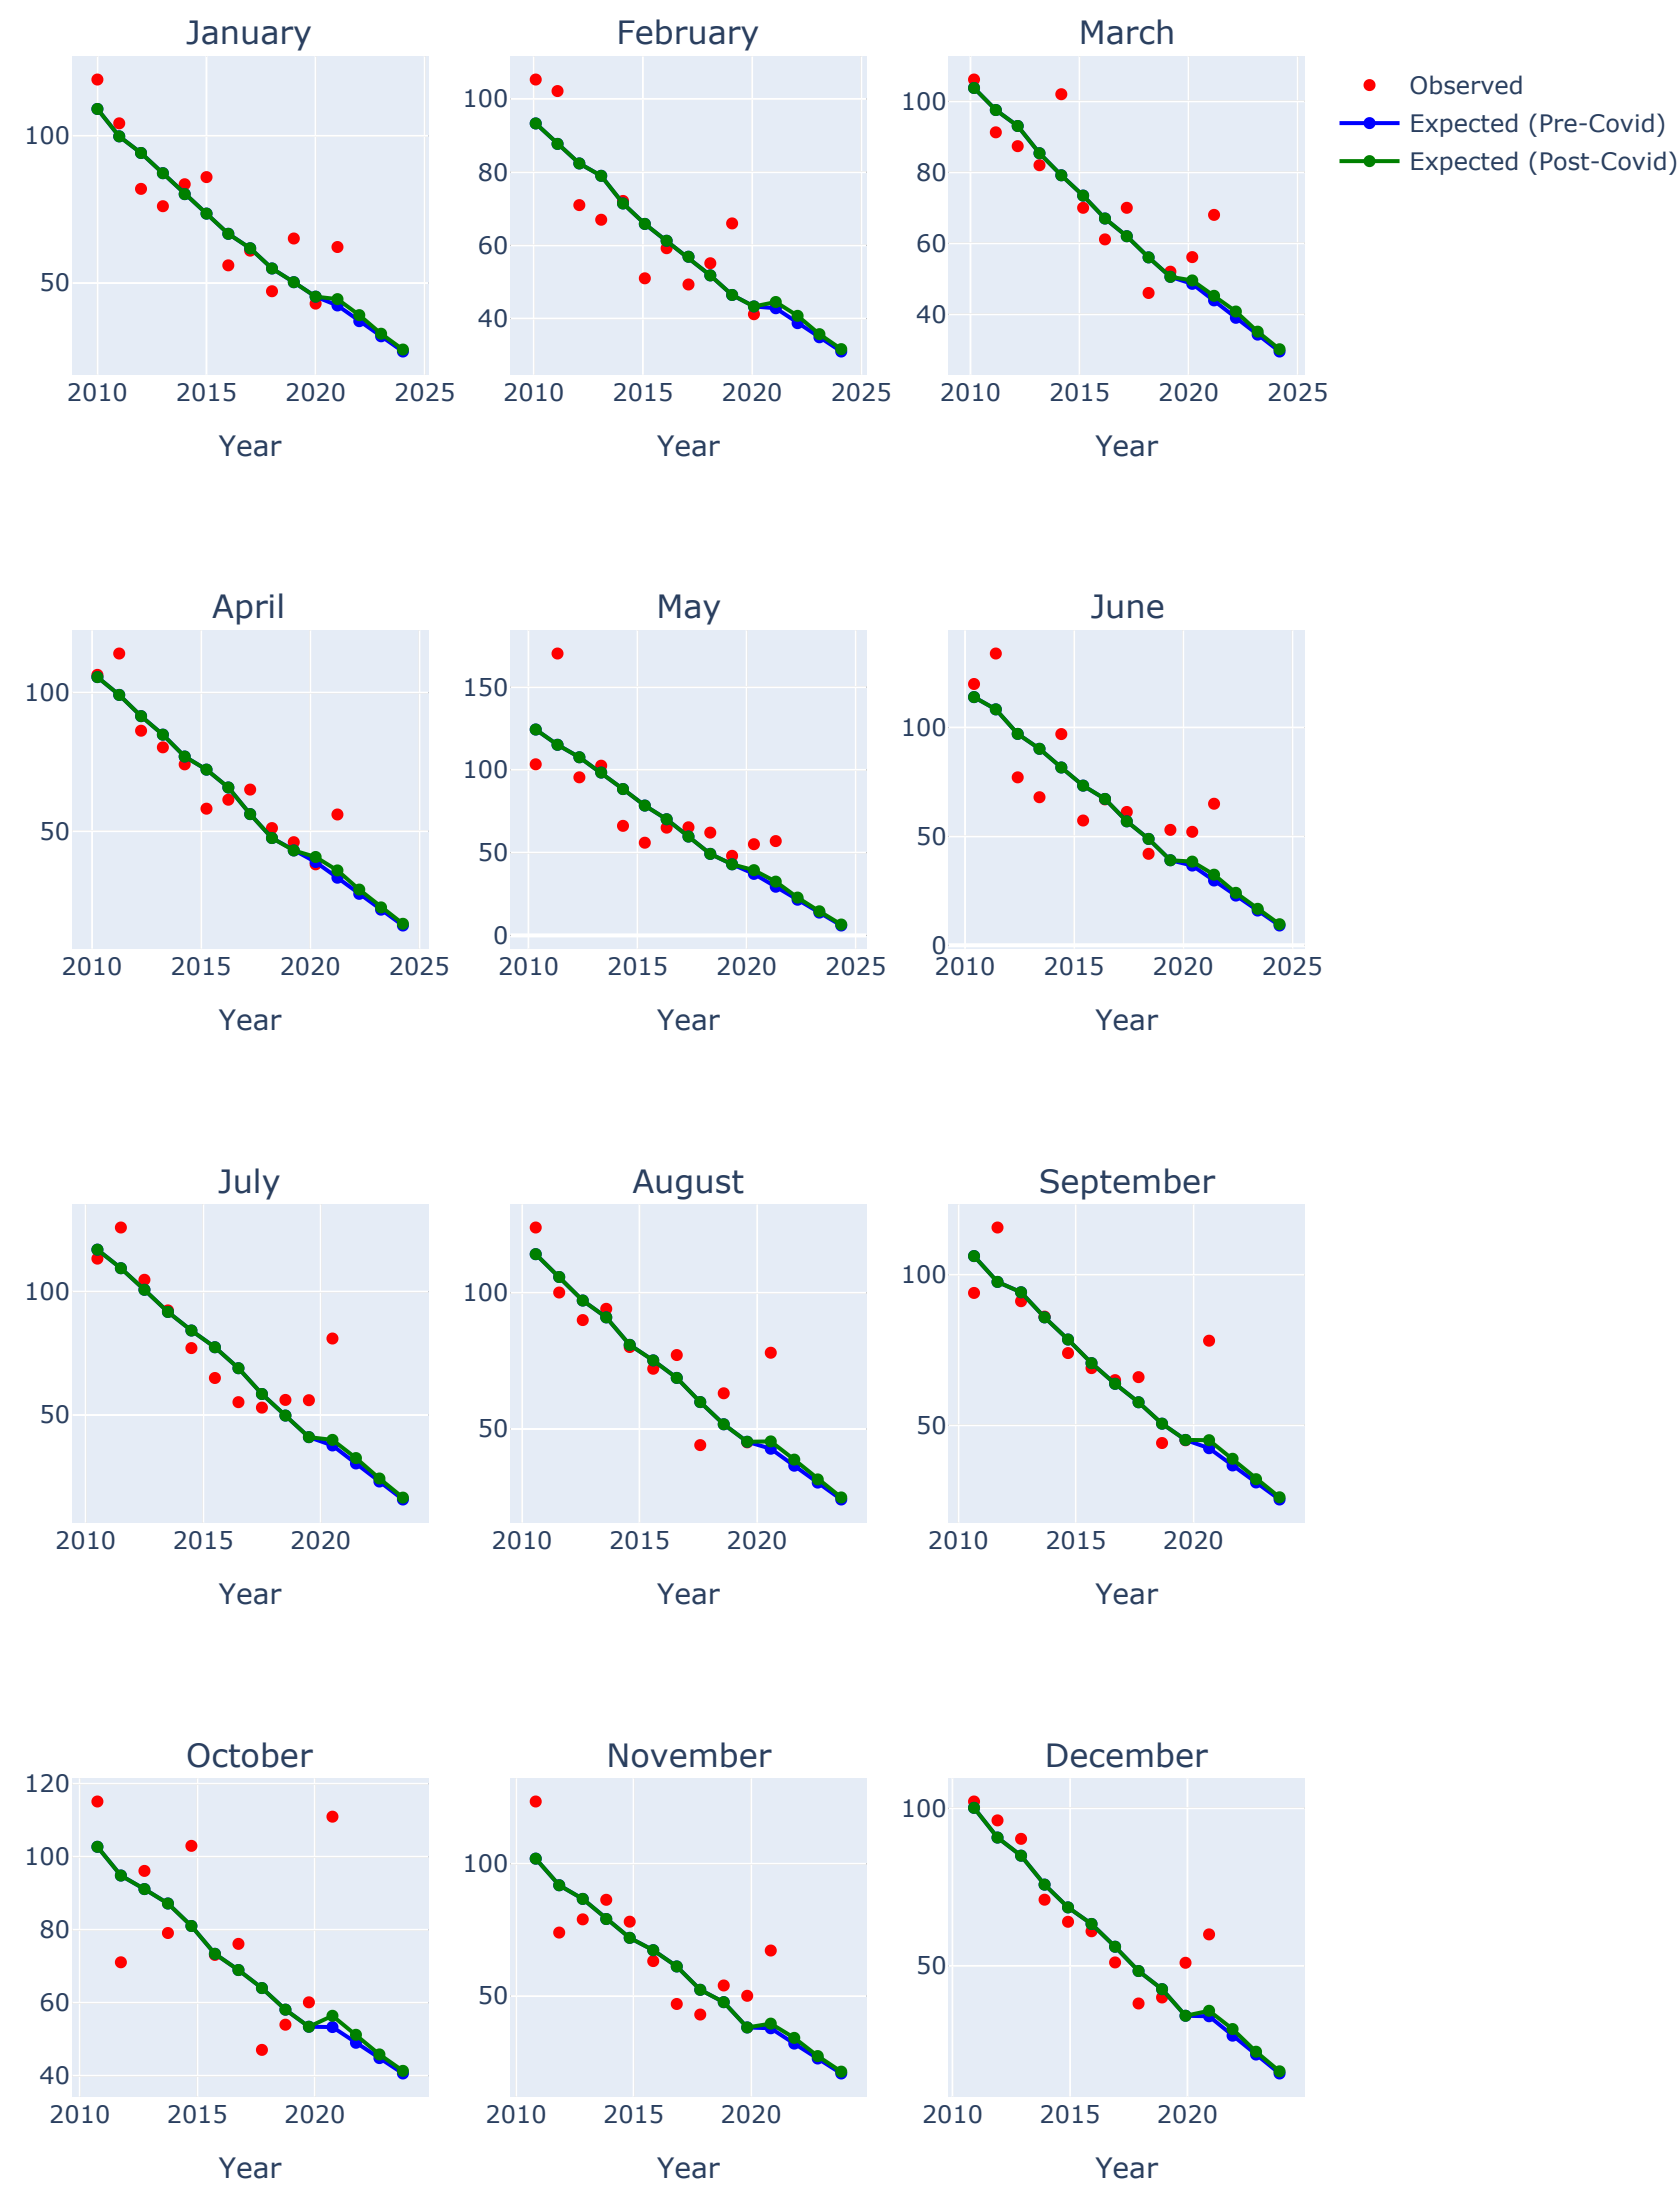 January February March
Observed
Expected (Pre-Covid)
Expected (Post-Covid)
100
50
100
80
60
40
100
80
60
40
2010 2015 2020 2025 2010 2015 2020 2025 2010 2015 2020 2025
Year Year Year
April May June
100
50
150
100
50
0
100
50
0
2010 2015 2020 2025 2010 2015 2020 2025 2010 2015 2020 2025
Year Year Year
July August September
100
50
100
50
100
50
2010 2015 2020 2010 2015 2020 2010 2015 2020
Year Year Year
October November December
120
100
80
60
40
100
50
100
50
2010 2015 2020 2010 2015 2020 2010 2015 2020
Year Year Year